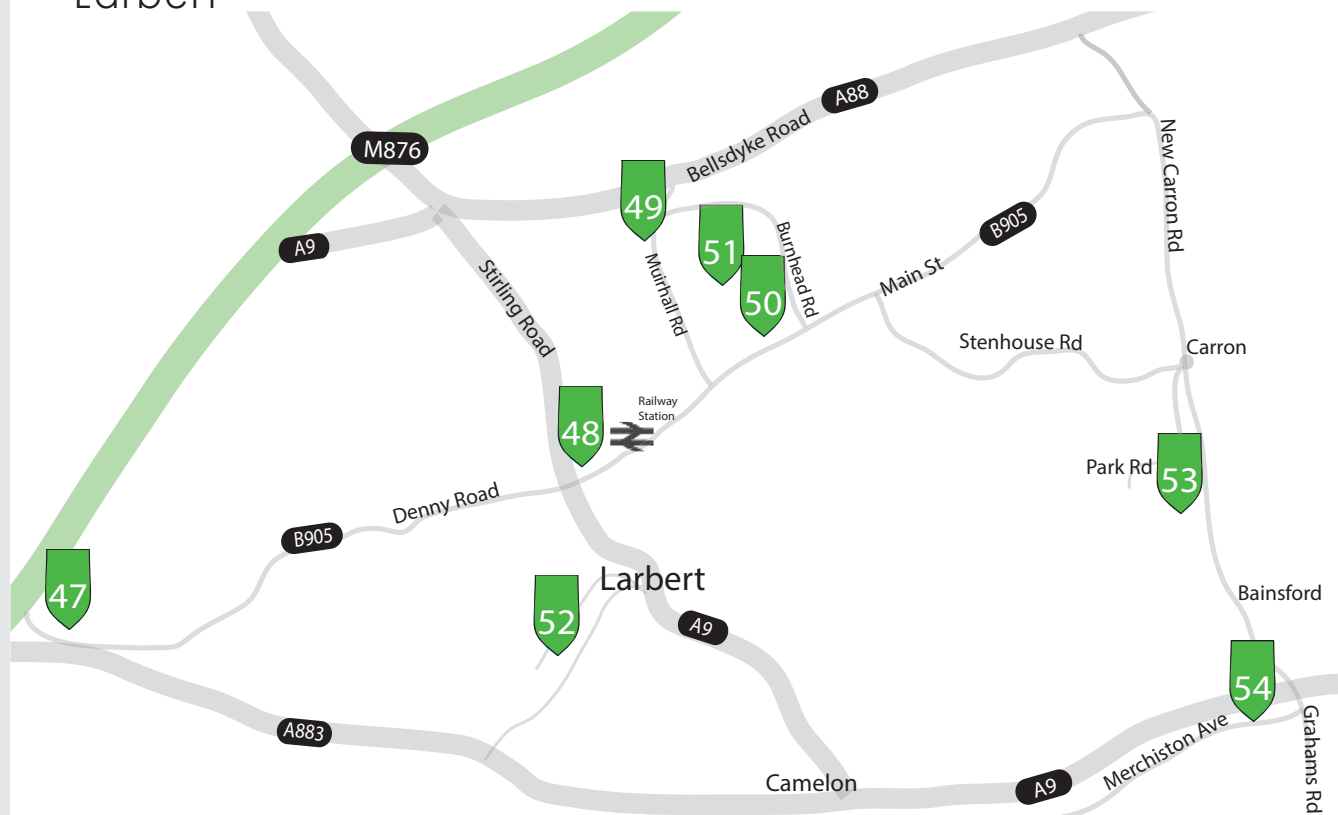 Larbert
A88
Bellsdyke Road
M876
New Carron Rd
49
A9
51
Burnhead Rd
B905
Stirling Road
Muirhall Rd
50
Main St
Stenhouse Rd
Carron
Railway
Station
48
Park Rd
53
Denny Road
B905
47
Larbert
52
A9
Bainsford
54
A883
Merchiston Ave
Grahams Rd
Camelon
A9